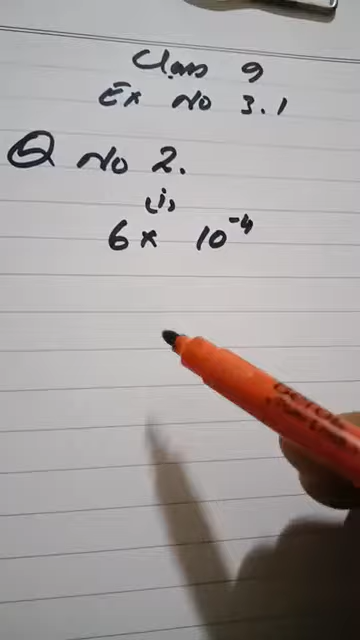 Class 9
Ex No 3.1
Q No 2.
(i)
6 × 10⁻⁴